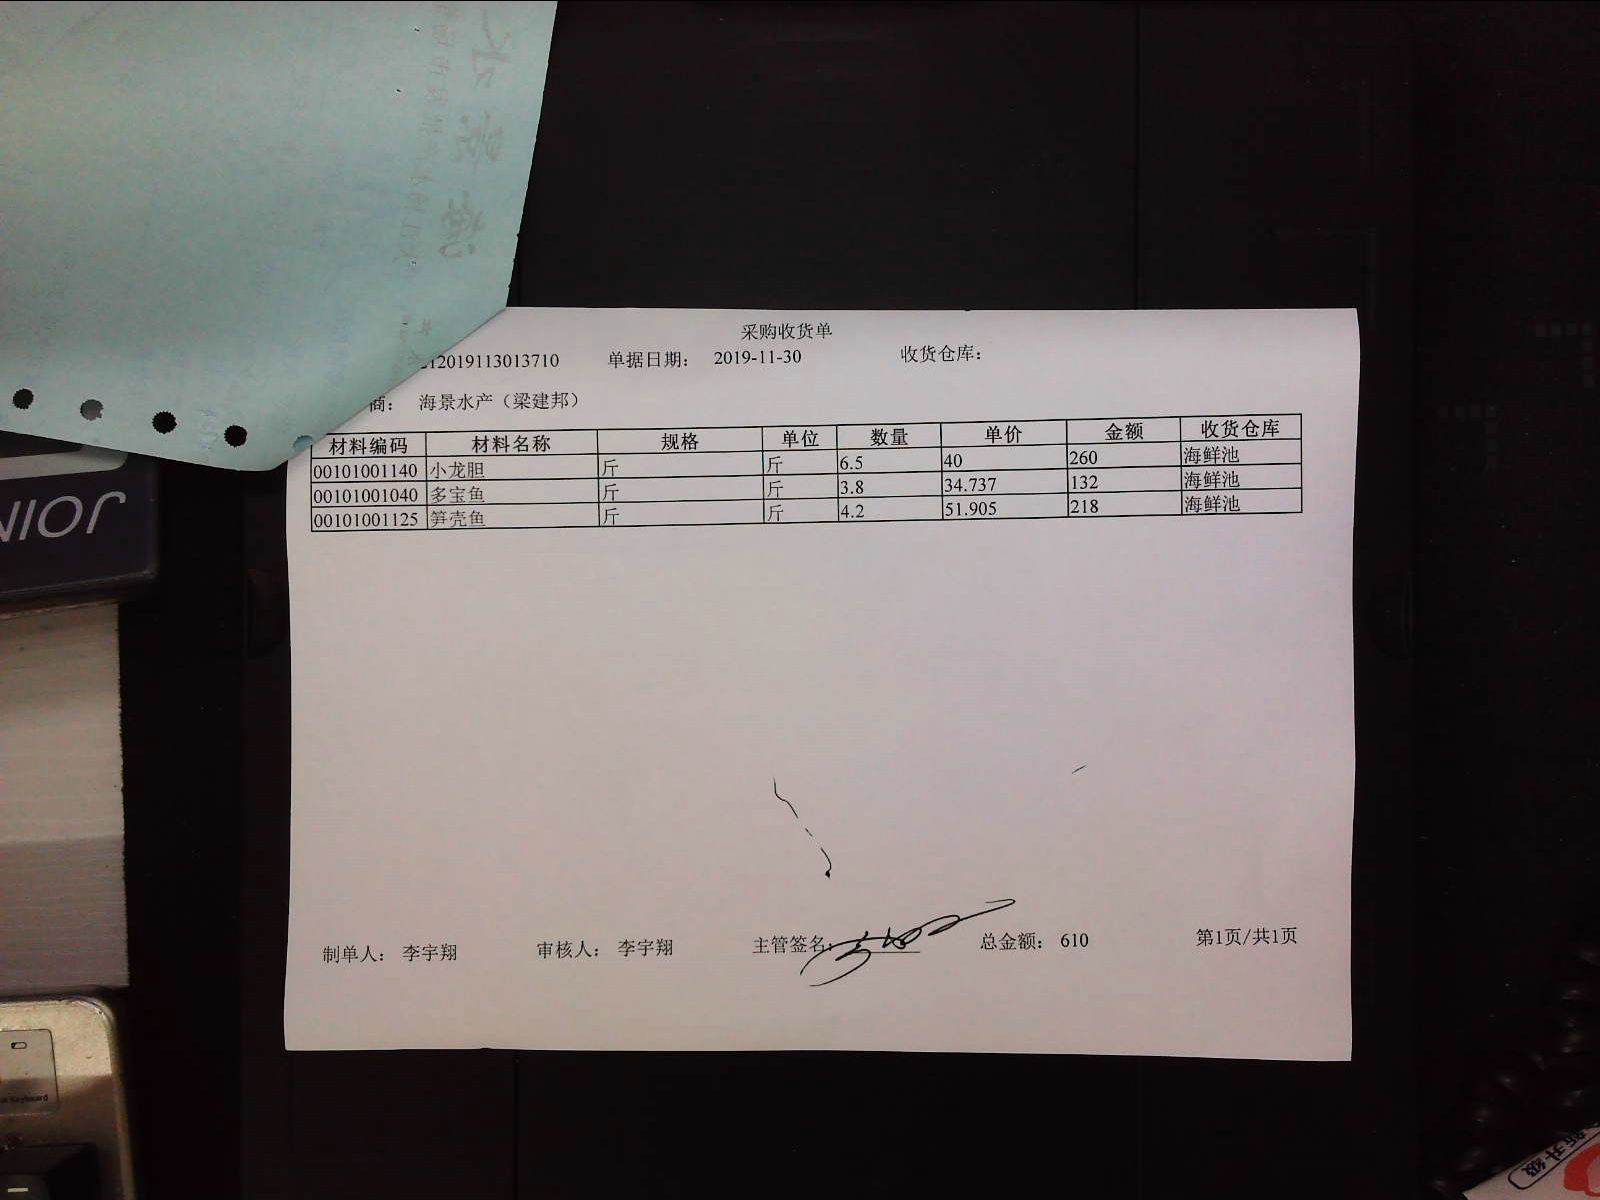 采购收货单
212019113013710 单据日期: 2019-11-30 收货仓库:
商: 海景水产（梁建邦）
材料编码 材料名称 规格 单位 数量 单价 金额 收货仓库
00101001140 小龙胆 斤 斤 6.5 40 260 海鲜池
00101001040 多宝鱼 斤 斤 3.8 34.737 132 海鲜池
00101001125 笋壳鱼 斤 斤 4.2 51.905 218 海鲜池
制单人: 李宇翔 审核人: 李宇翔 主管签名: 总金额: 610 第1页/共1页
JOIN
Keyboard
升级